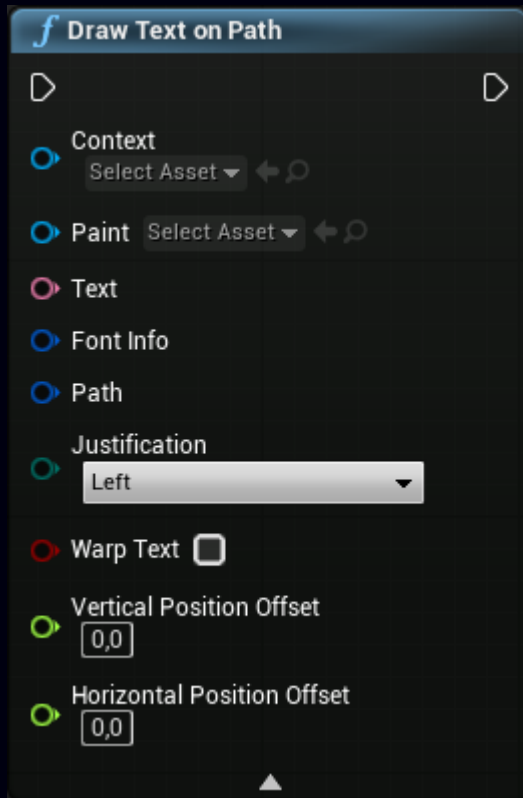 f Draw Text on Path
Context
Select Asset
Paint Select Asset
Text
Font Info
Path
Justification
Left
Warp Text
Vertical Position Offset
0,0
Horizontal Position Offset
0,0